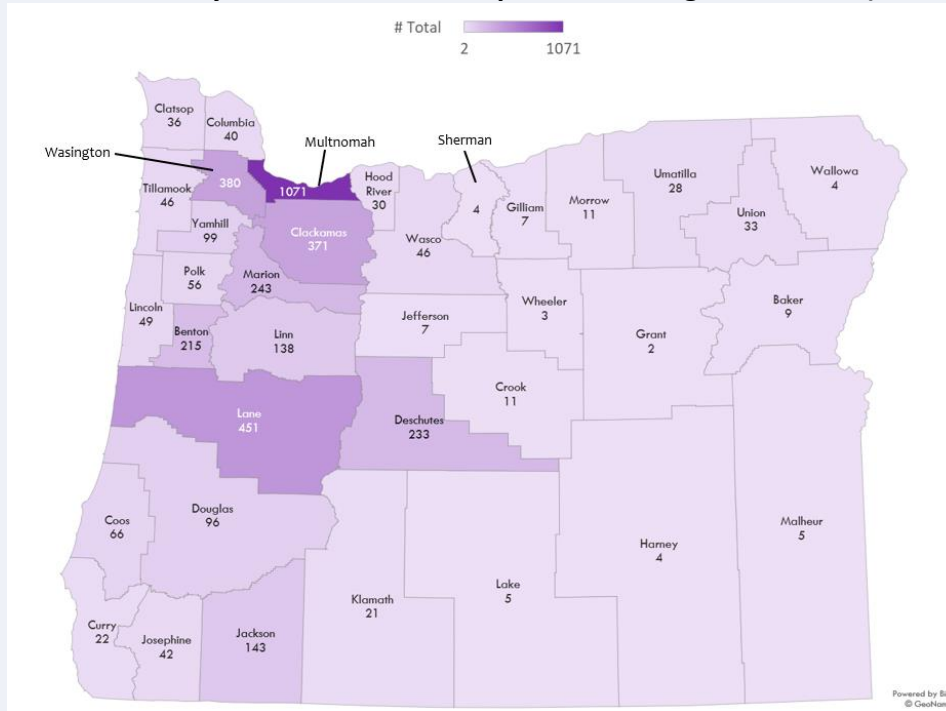 # Total
2 1071
Clatsop
36
Columbia
40
Wasington
Multnomah
Sherman
380
1071
Tillamook
46
Hood
River
30
4
Gilliam
7
Morrow
11
Umatilla
28
Union
33
Wallowa
4
Yamhill
99
Clackamas
371
Wasco
46
Polk
56
Marion
243
Lincoln
49
Benton
215
Linn
138
Jefferson
7
Wheeler
3
Grant
2
Baker
9
Crook
11
Lane
451
Deschutes
233
Coos
66
Douglas
96
Harney
4
Malheur
5
Klamath
21
Lake
5
Curry
22
Josephine
42
Jackson
143
Powered by
©